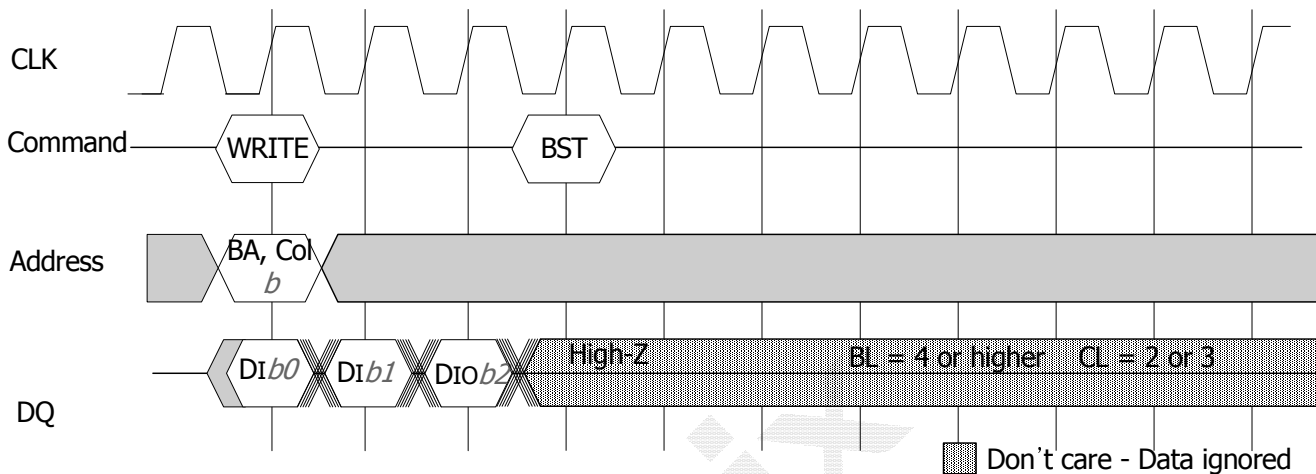 CLK
Command
WRITE
BST
Address
BA, Col
b
DQ
DIb0
DIb1
DIOb2
High-Z
BL = 4 or higher
CL = 2 or 3
Don't care - Data ignored